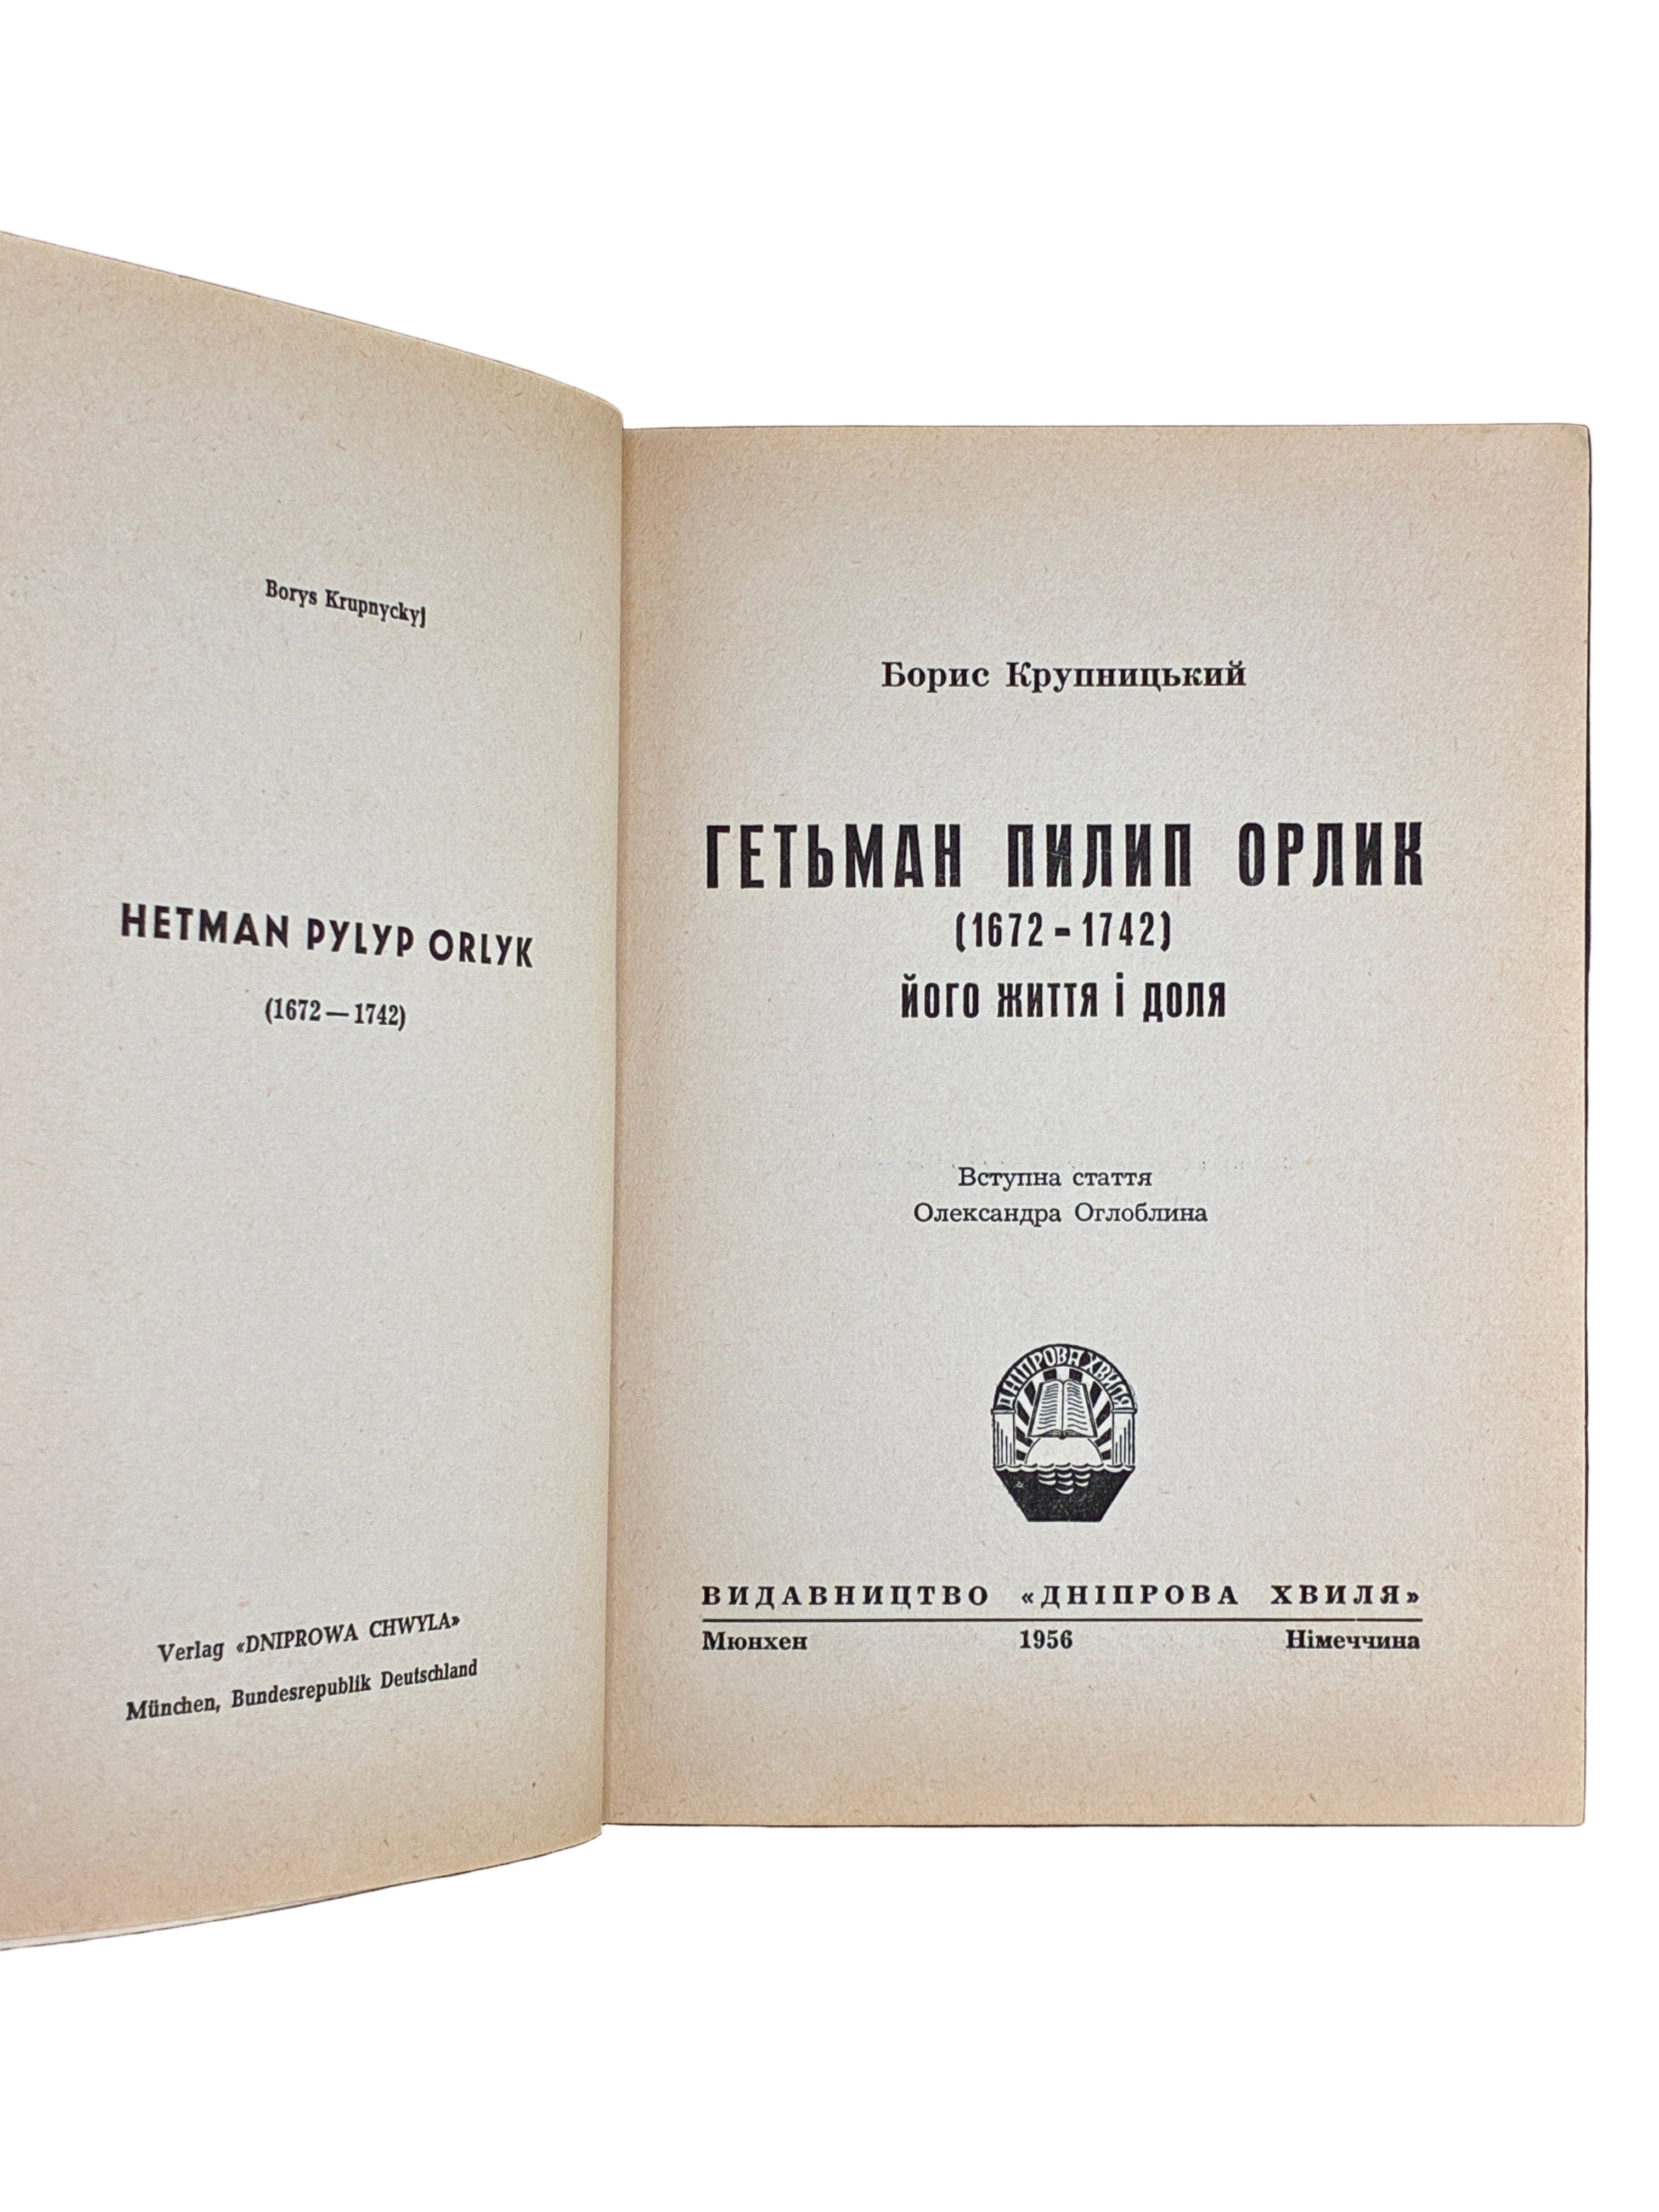 Borys Krupnyckyj
HETMAN PYLYP ORLYK
(1672 — 1742)
Verlag «DNIPROWA CHWYLA»
München, Bundesrepublik Deutschland
Борис Крупницький
ГЕТЬМАН ПИЛИП ОРЛИК
(1672 - 1742)
його життя і доля
Вступна стаття
Олександра Оглоблина
ДНІПРОВА ХВИЛЯ
ВИДАВНИЦТВО «ДНІПРОВА ХВИЛЯ»
Мюнхен 1956 Німеччина